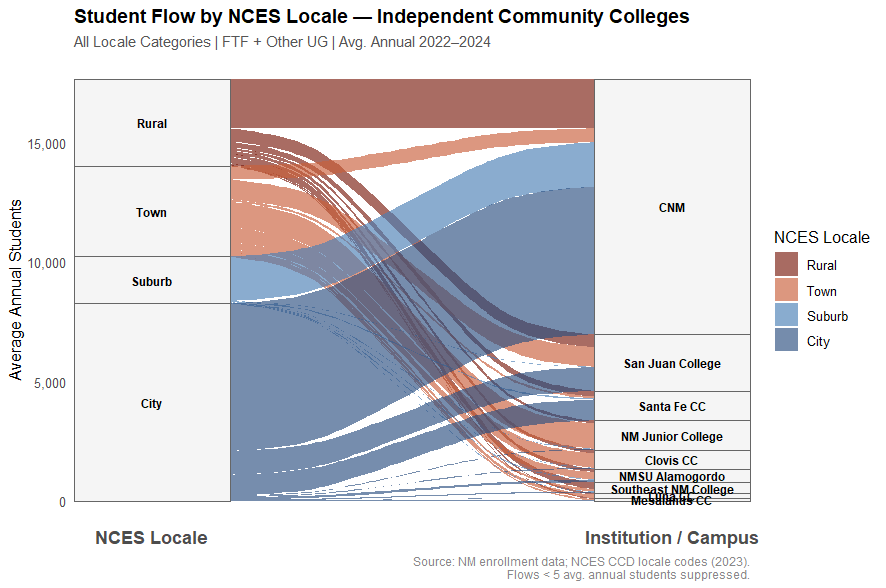 Student Flow by NCES Locale — Independent Community Colleges
All Locale Categories | FTF + Other UG | Avg. Annual 2022–2024
Average Annual Students
15,000
10,000
5,000
0
Rural
Town
Suburb
City
CNM
San Juan College
Santa Fe CC
NM Junior College
Clovis CC
NMSU Alamogordo
Southeast NM College
Mesalands CC
NCES Locale
Rural
Town
Suburb
City
NCES Locale
Institution / Campus
Source: NM enrollment data; NCES CCD locale codes (2023).
Flows < 5 avg. annual students suppressed.